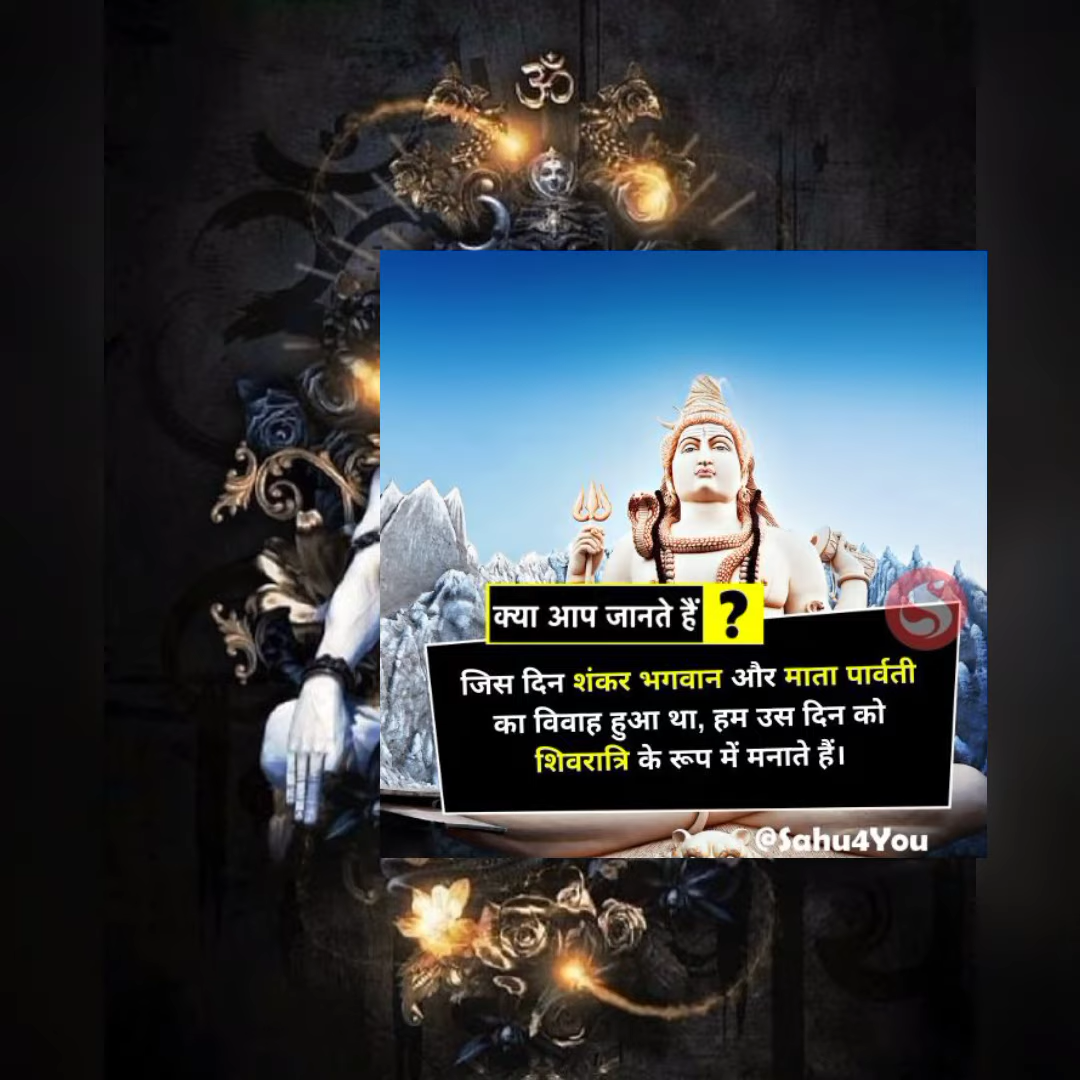 ॐ
क्या आप जानते हैं ?
जिस दिन शंकर भगवान और माता पार्वती
का विवाह हुआ था, हम उस दिन को
शिवरात्रि के रूप में मनाते हैं।
@Sahu4You